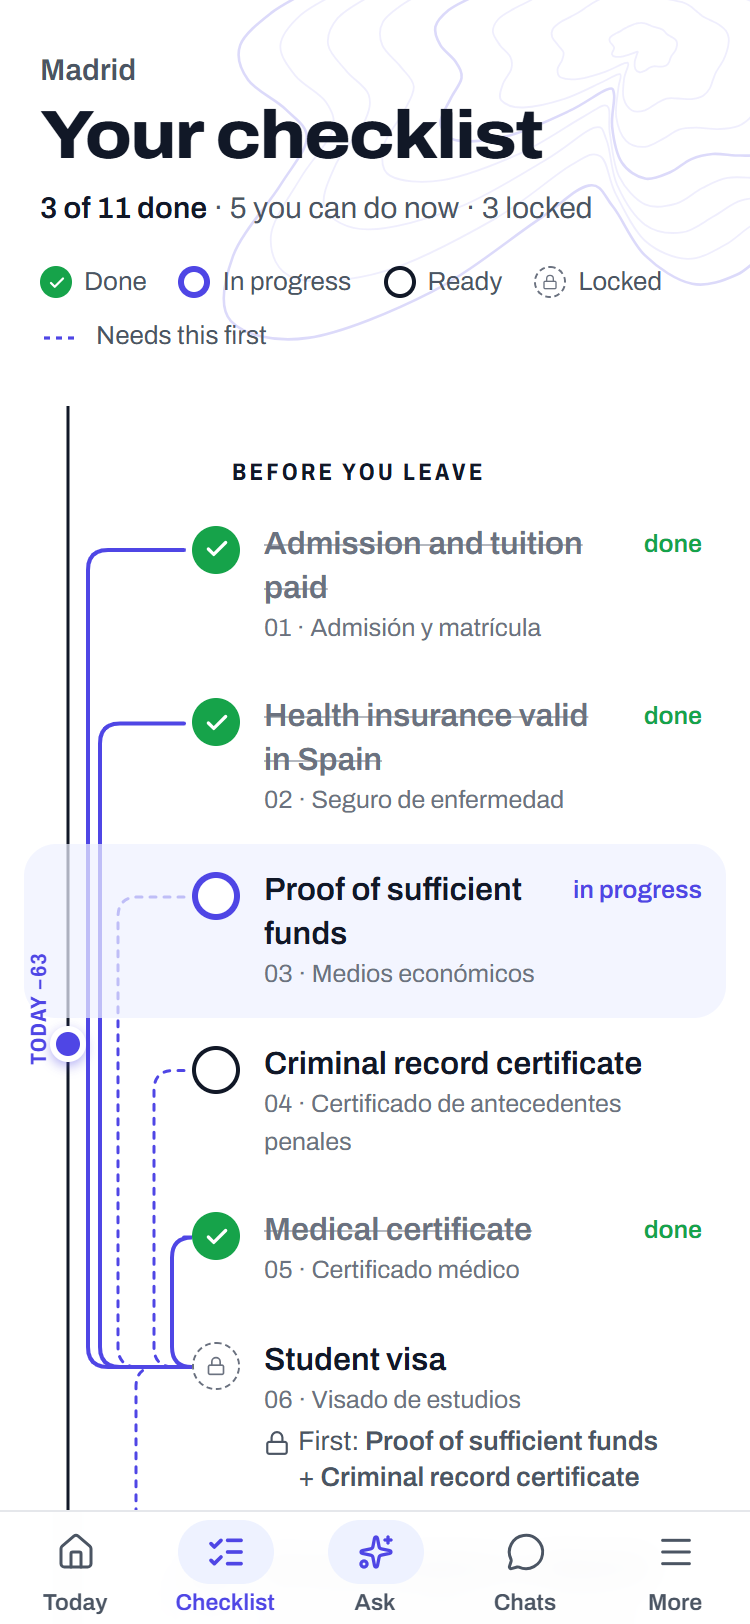 Madrid
Your checklist
3 of 11 done · 5 you can do now · 3 locked
Done In progress Ready Locked
Needs this first
BEFORE YOU LEAVE
Admission and tuition done
paid
01 · Admisión y matrícula
Health insurance valid done
in Spain
02 · Seguro de enfermedad
Proof of sufficient in progress
funds
03 · Medios económicos
TODAY −63
Criminal record certificate
04 · Certificado de antecedentes
penales
Medical certificate done
05 · Certificado médico
Student visa
06 · Visado de estudios
First: Proof of sufficient funds
+ Criminal record certificate
Today Checklist Ask Chats More